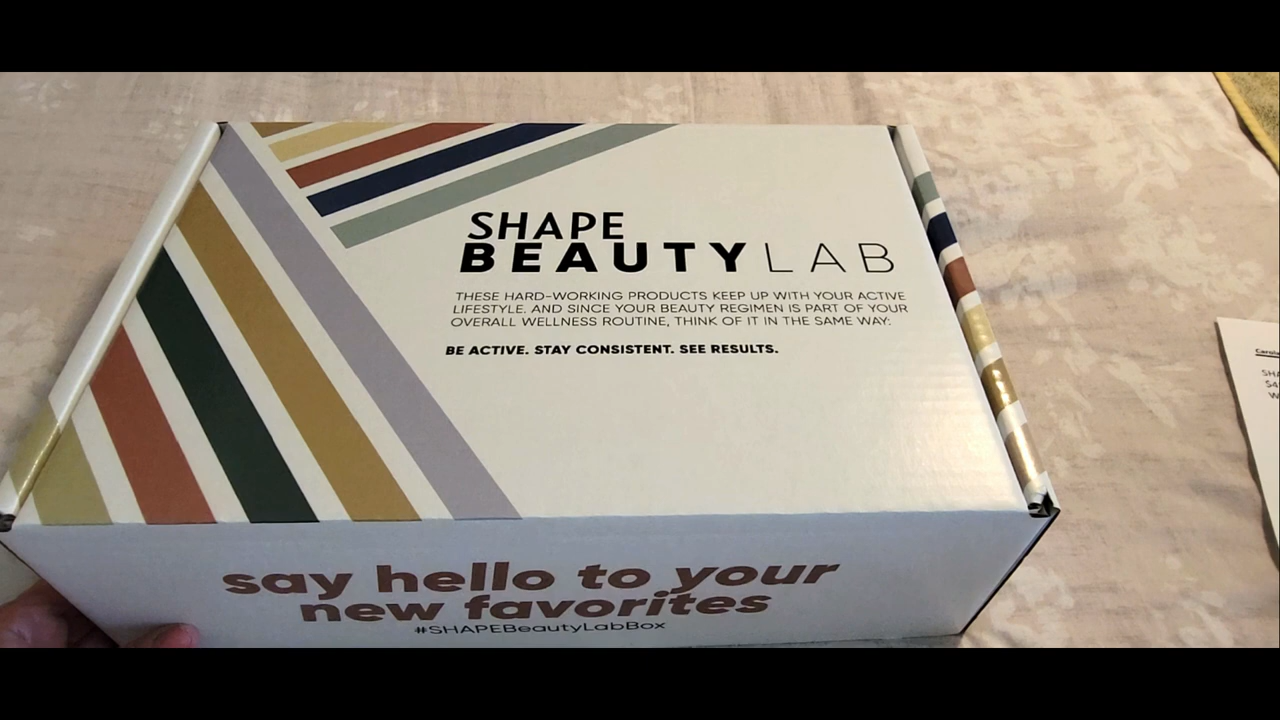 SHAPE
BEAUTYLAB
THESE HARD-WORKING PRODUCTS KEEP UP WITH YOUR ACTIVE
LIFESTYLE. AND SINCE YOUR BEAUTY REGIMEN IS PART OF YOUR
OVERALL WELLNESS ROUTINE, THINK OF IT IN THE SAME WAY:
BE ACTIVE. STAY CONSISTENT. SEE RESULTS.
say hello to your
new favorites
#SHAPEBeautyLabBox